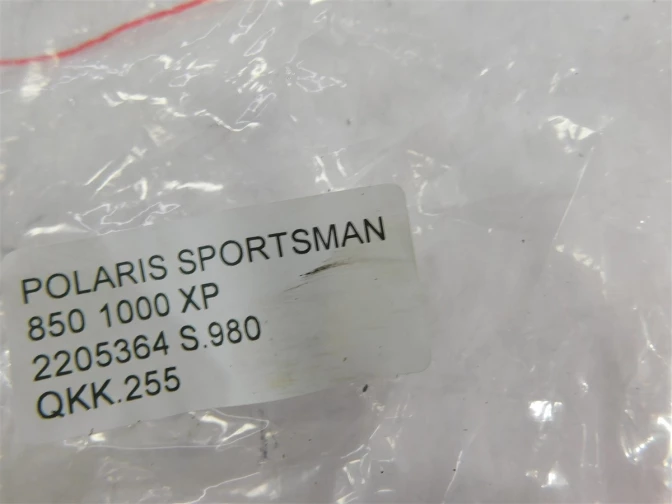 POLARIS SPORTSMAN
850 1000 XP
2205364 S.980
QKK.255